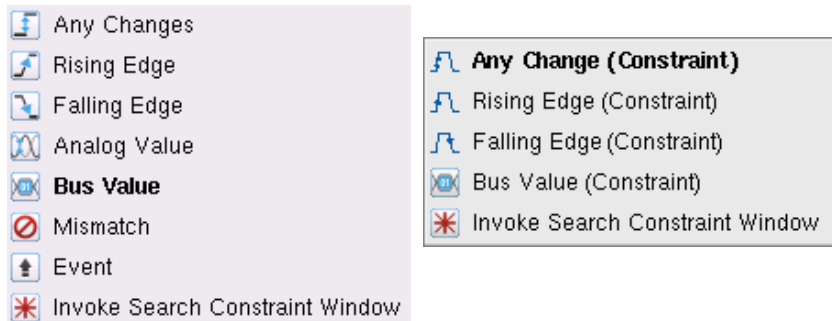 Any Changes
Rising Edge
Falling Edge
Analog Value
Bus Value
Mismatch
Event
Invoke Search Constraint Window
Any Change (Constraint)
Rising Edge (Constraint)
Falling Edge (Constraint)
Bus Value (Constraint)
Invoke Search Constraint Window